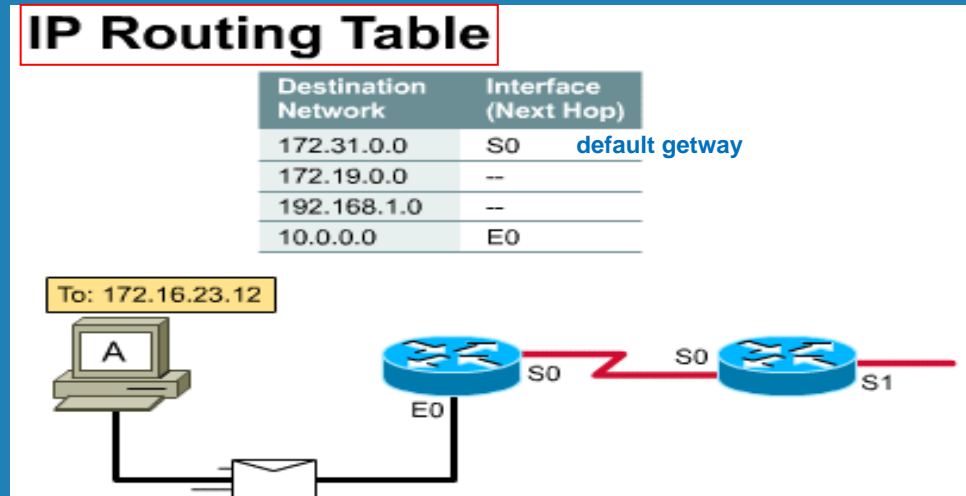 IP Routing Table
Destination Network Interface (Next Hop)
172.31.0.0 S0 default getway
172.19.0.0 --
192.168.1.0 --
10.0.0.0 E0
To: 172.16.23.12
A
S0 S0
S1
E0